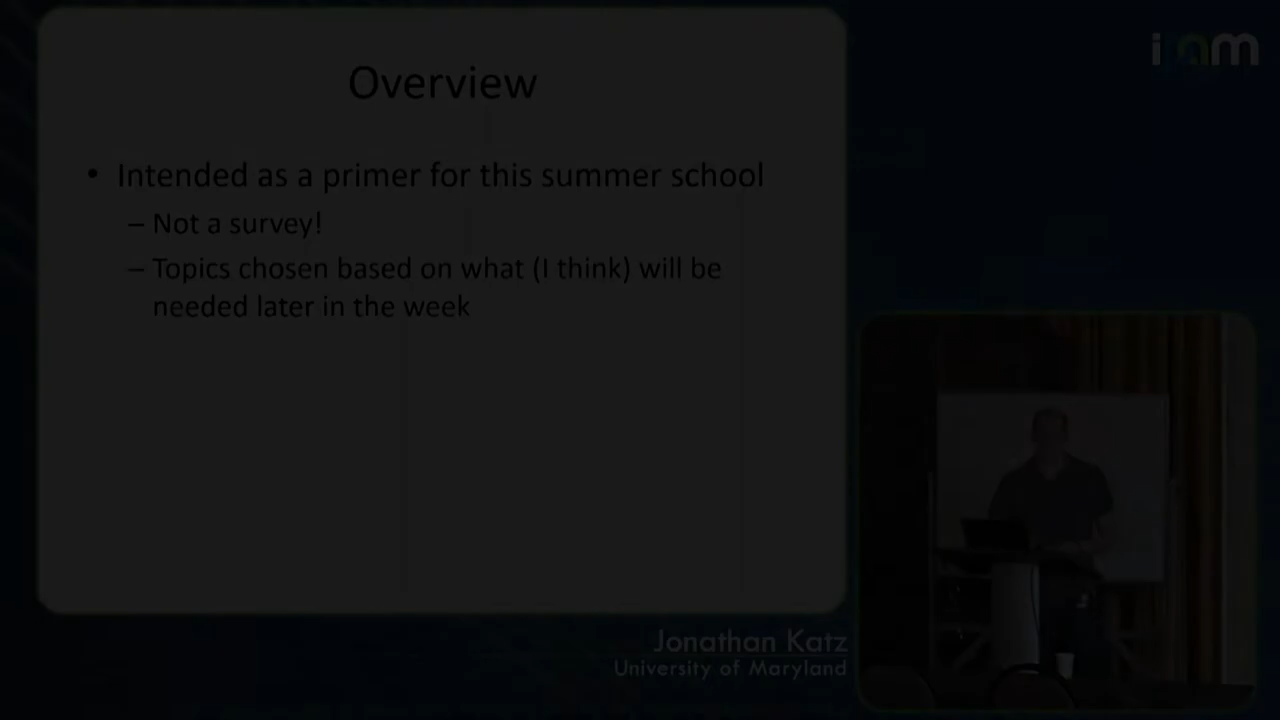 Overview
• Intended as a primer for this summer school
– Not a survey!
– Topics chosen based on what (I think) will be
needed later in the week
ipam
Jonathan Katz
University of Maryland